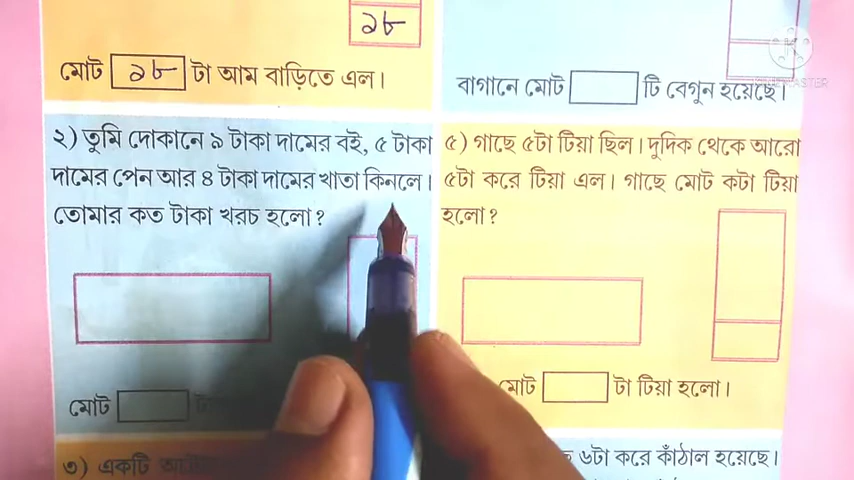 ১৮
মোট ১৮ টা আম বাড়িতে এল।
বাগানে মোট টি বেগুন হয়েছে।
২) তুমি দোকানে ৯ টাকা দামের বই, ৫ টাকা
দামের পেন আর ৪ টাকা দামের খাতা কিনলে।
তোমার কত টাকা খরচ হলো?
মোট
৩) একটি
৫) গাছে ৫টা টিয়া ছিল। দুদিক থেকে আরো
৫টা করে টিয়া এল। গাছে মোট কটা টিয়া
হলো?
মোট টা টিয়া হলো।
৬টা করে কাঁঠাল হয়েছে।